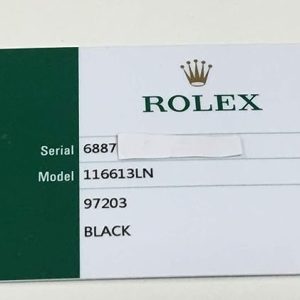 ROLEX
Serial 6887
Model 116613LN
97203
BLACK